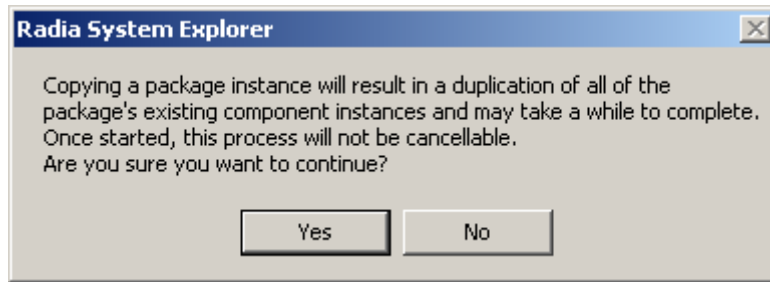 Radia System Explorer
Copying a package instance will result in a duplication of all of the
package's existing component instances and may take a while to complete.
Once started, this process will not be cancellable.
Are you sure you want to continue?
Yes No